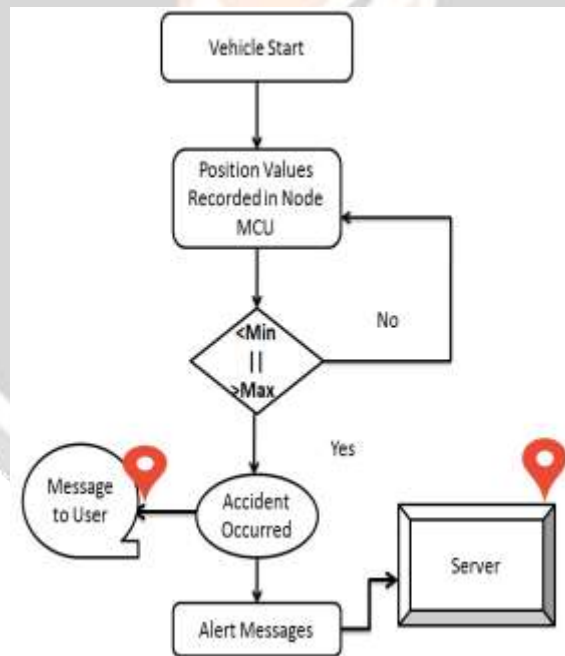 Vehicle Start
Position Values
Recorded in Node
MCU
<Min
||
>Max
No
Yes
Message
to User
Accident
Occurred
Server
Alert Messages